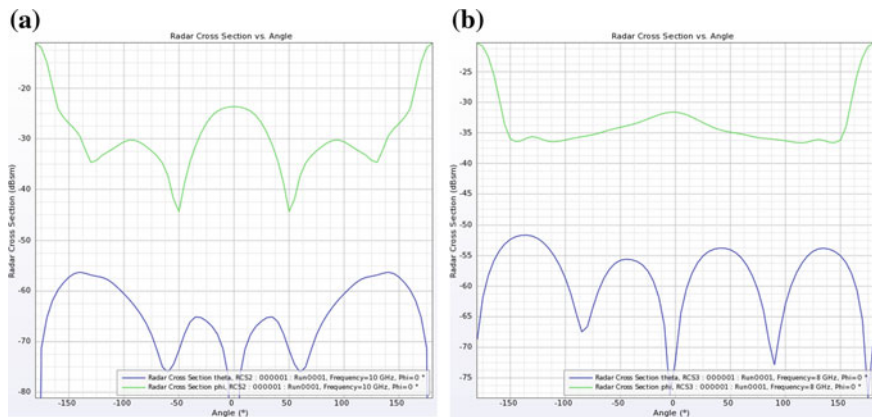 (a)
Radar Cross Section vs. Angle
Radar Cross Section (dBsm)
-20
-30
-40
-50
-60
-70
-80
-150
-100
-50
0
50
100
150
Angle (°)
Radar Cross Section theta, RCS2 : 000001 : Run0001, Frequency=10 GHz, Phi=0 °
Radar Cross Section phi, RCS2 : 000001 : Run0001, Frequency=10 GHz, Phi=0 °
(b)
Radar Cross Section vs. Angle
Radar Cross Section (dBsm)
-25
-30
-35
-40
-45
-50
-55
-60
-65
-70
-75
-150
-100
-50
0
50
100
150
Angle (°)
Radar Cross Section theta, RCS3 : 000001 : Run0001, Frequency=8 GHz, Phi=0 °
Radar Cross Section phi, RCS3 : 000001 : Run0001, Frequency=8 GHz, Phi=0 °